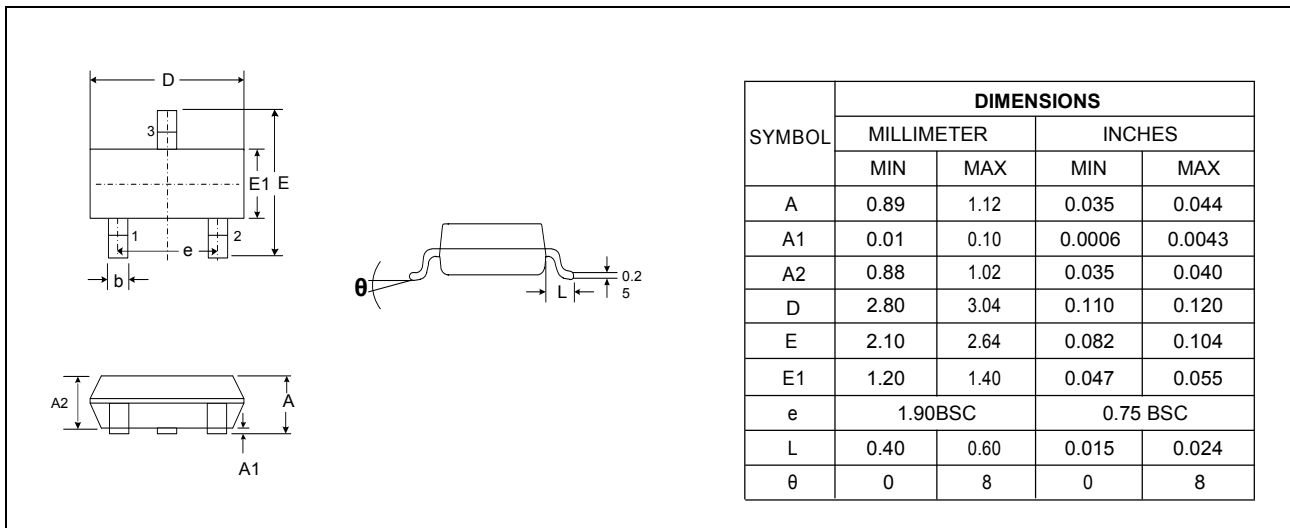 D
3
E1
E
1
2
e
b
θ
L
0.2
5
A2
A
A1
SYMBOL
DIMENSIONS
MILLIMETER INCHES
MIN MAX MIN MAX
A 0.89 1.12 0.035 0.044
A1 0.01 0.10 0.0006 0.0043
A2 0.88 1.02 0.035 0.040
D 2.80 3.04 0.110 0.120
E 2.10 2.64 0.082 0.104
E1 1.20 1.40 0.047 0.055
e 1.90BSC 0.75 BSC
L 0.40 0.60 0.015 0.024
θ 0 8 0 8